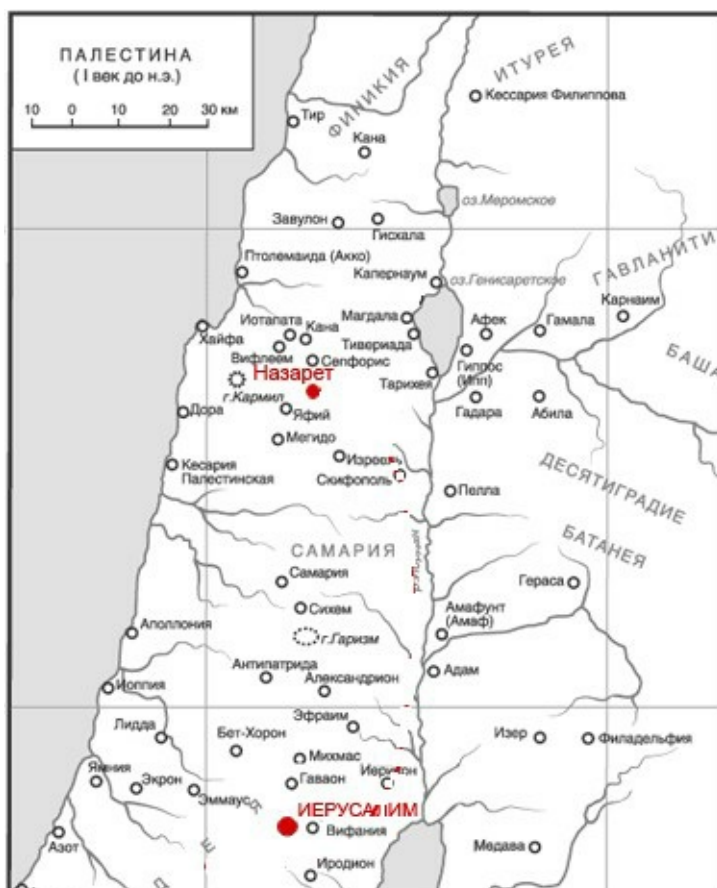 ПАЛЕСТИНА
( I век до н.э.)
10 0 10 20 30 км
ФИНИКИЯ
ИТУРЕЯ
Кессария Филиппова
Тир
Кана
оз.Меромское
Завулон
Гисхала
ГАВЛАНИТИ
Птолемаида (Акко)
Капернаум
оз.Генисаретское
Карнаим
Иотапата
Кана
Магдала
Афек
Гамала
Хайфа
Тивериада
БАША
Вифлеем
Сепфорис
Гиппос
(Ипп)
Назарет
Тарихея
г.Кармил
Дора
Яфий
Гадара
Абила
Мегидо
Кесария
Палестинская
Изреель
Скифополь
Пелла
ДЕСЯТИГРАДИЕ
САМАРИЯ
БАТАНЕЯ
Самария
Гераса
Сихем
Амафунт
(Амаф)
Аполлония
г.Гаризм
Антипатрида
Александрион
Адам
Иоппия
Эфраим
Лидда
Бет-Хорон
Изер
Филадельфия
Михмас
Ямния
Экрон
Эммаус
Гаваон
Иерихон
ИЕРУСАЛИМ
Азот
Вифания
Медава
Иродион